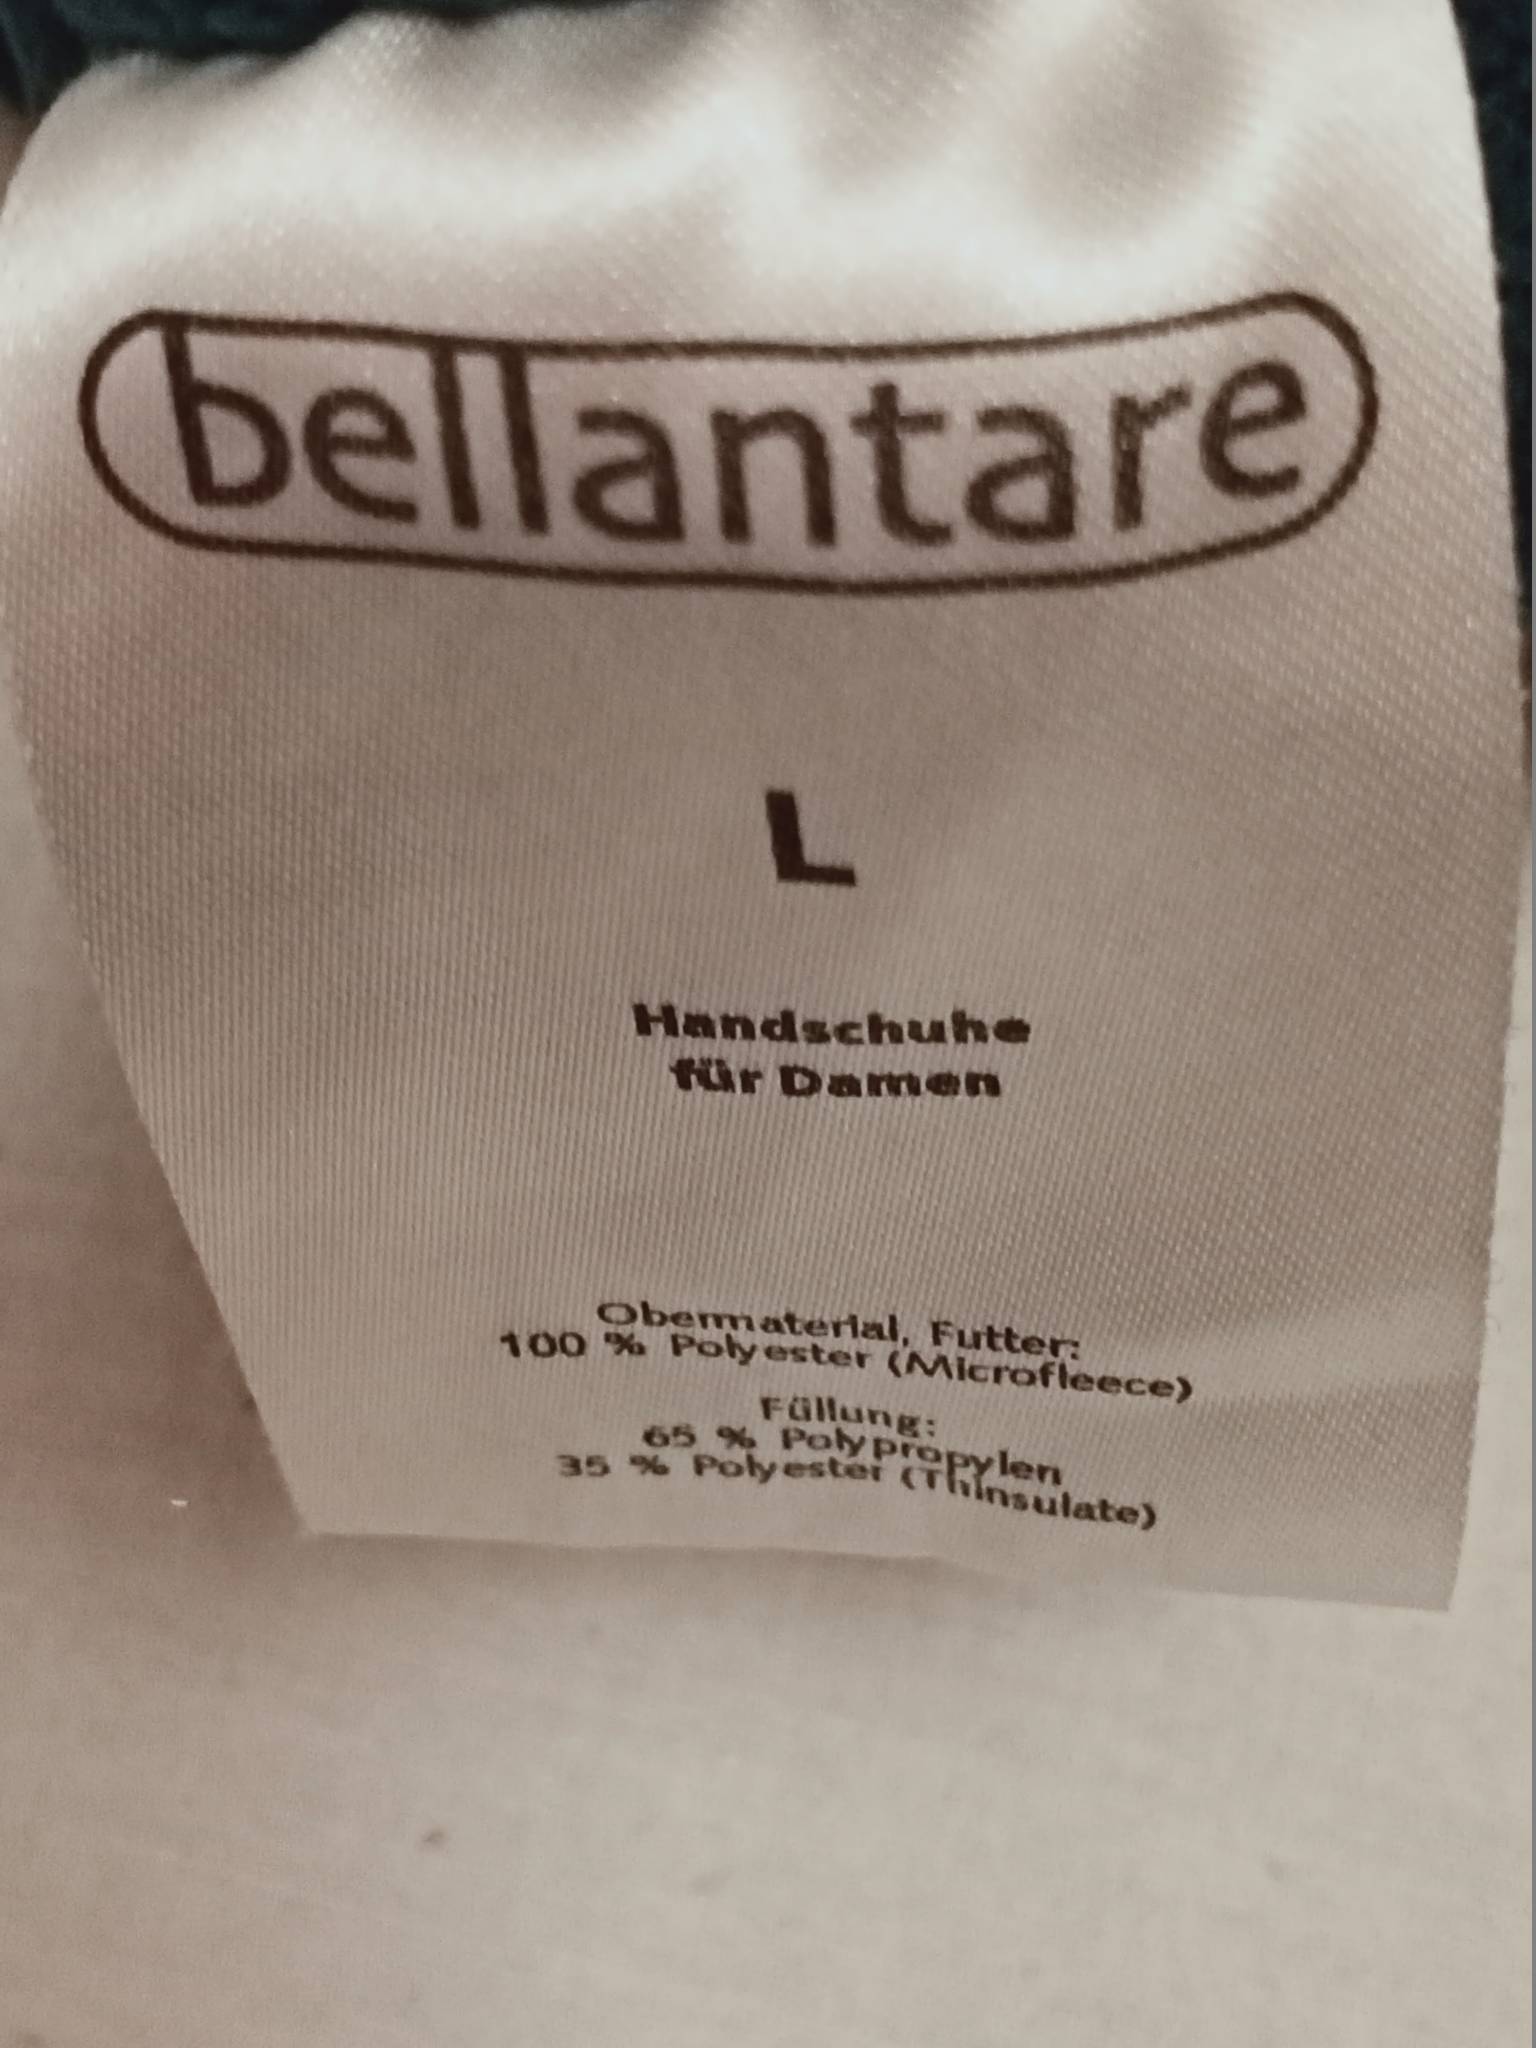 bellantare
L
Handschuhe
für Damen
Obermaterial, Futter:
100 % Polyester (Microfleece)
Füllung:
65 % Polypropylen
35 % Polyester (Thinsulate)